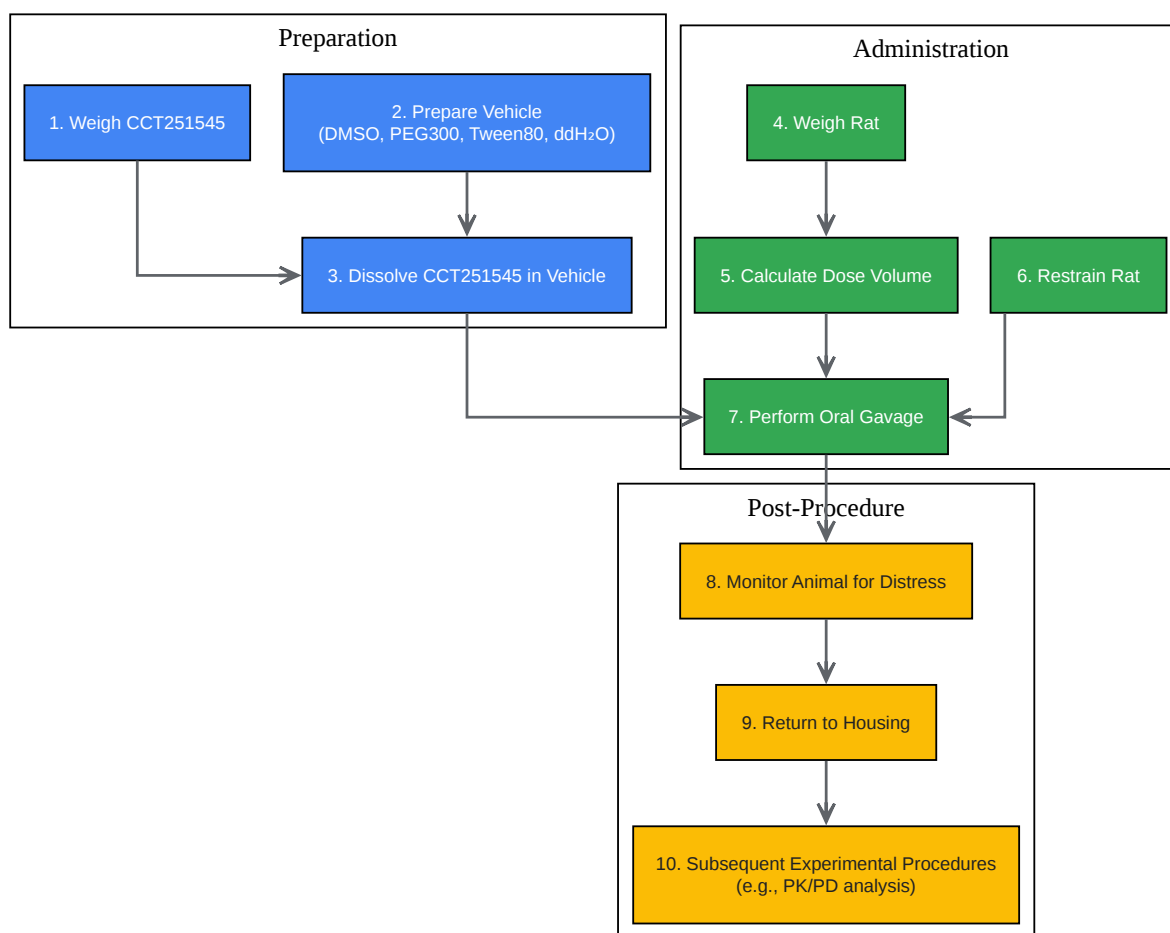 Preparation
1. Weigh CCT251545
2. Prepare Vehicle
(DMSO, PEG300, Tween80, ddH₂O)
3. Dissolve CCT251545 in Vehicle
Administration
4. Weigh Rat
5. Calculate Dose Volume
6. Restrain Rat
7. Perform Oral Gavage
Post-Procedure
8. Monitor Animal for Distress
9. Return to Housing
10. Subsequent Experimental Procedures
(e.g., PK/PD analysis)